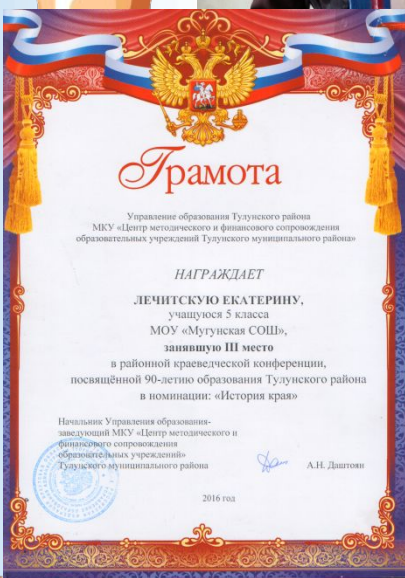 Грамота
Управление образования Тулунского района
МКУ «Центр методического и финансового сопровождения
образовательных учреждений Тулунского муниципального района»
НАГРАЖДАЕТ
ЛЕЧИТСКУЮ ЕКАТЕРИНУ,
учащуюся 5 класса
МОУ «Мугунская СОШ»,
занявшую III место
в районной краеведческой конференции,
посвящённой 90-летию образования Тулунского района
в номинации: «История края»
Начальник Управления образования-
заведующий МКУ «Центр методического и
финансового сопровождения
образовательных учреждений»
Тулунского муниципального района
А.Н. Даштоян
2016 год